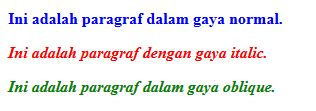 Ini adalah paragraf dalam gaya normal.
Ini adalah paragraf dengan gaya italic.
Ini adalah paragraf dalam gaya oblique.